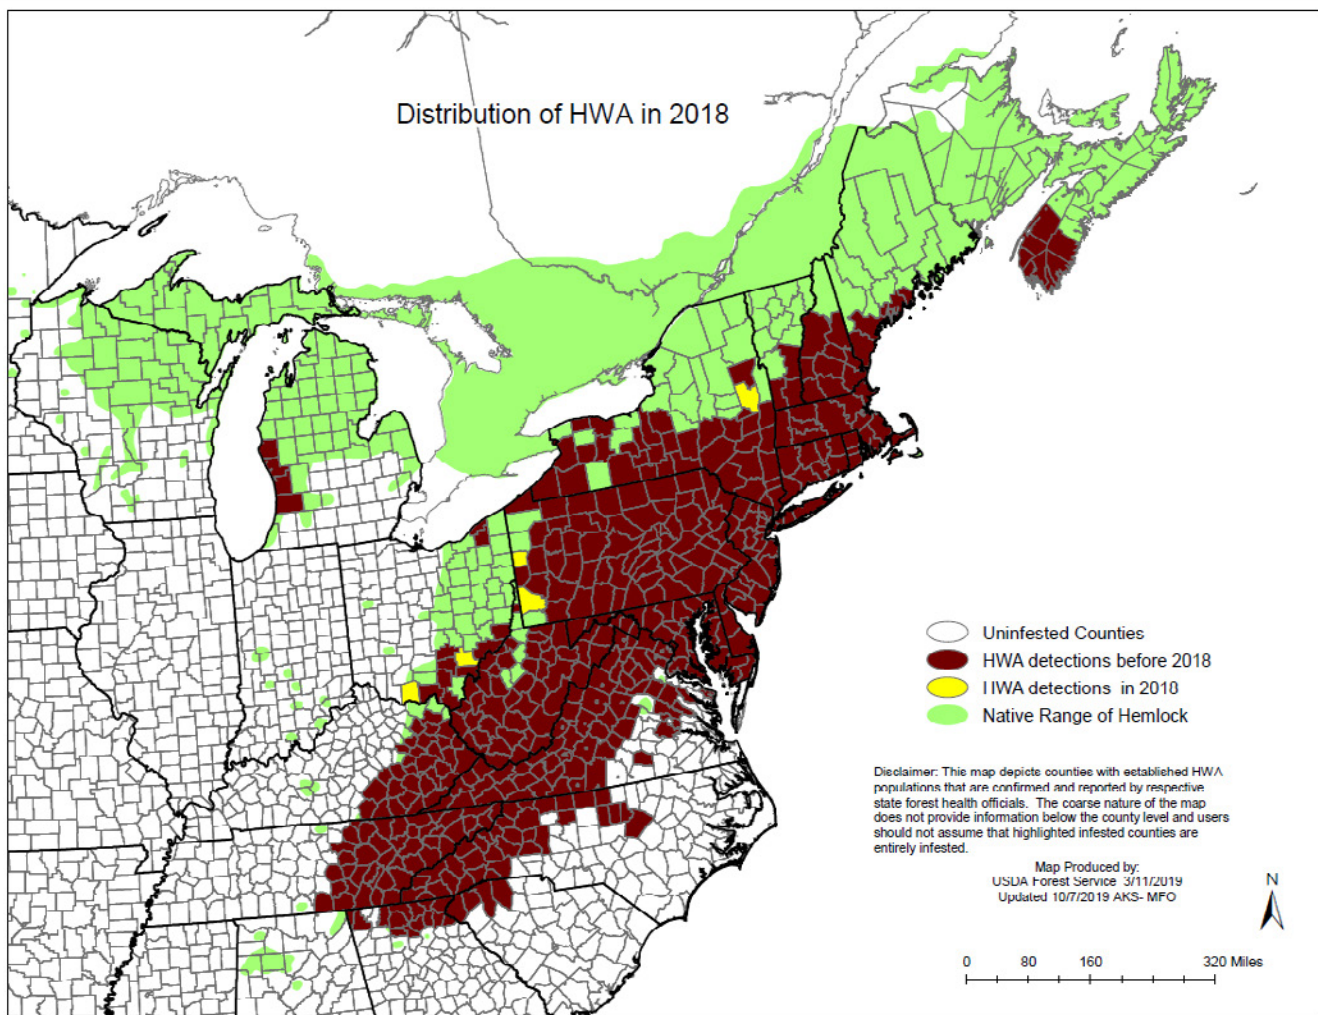 Distribution of HWA in 2018
Uninfested Counties
HWA detections before 2018
HWA detections in 2018
Native Range of Hemlock
Disclaimer: This map depicts counties with established HWA
populations that are confirmed and reported by respective
state forest health officials. The coarse nature of the map
does not provide information below the county level and users
should not assume that highlighted infested counties are
entirely infested.
Map Produced by:
USDA Forest Service 3/11/2019
Updated 10/7/2019 AKS- MFO
N
0 80 160 320 Miles